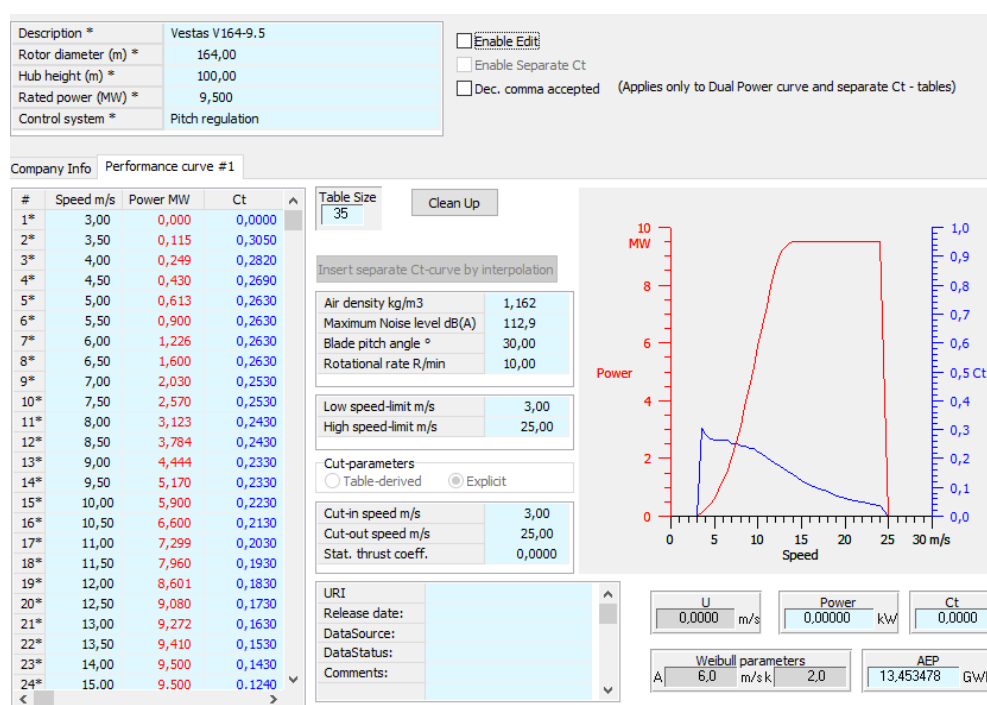 Description * Vestas V164-9.5
Rotor diameter (m) * 164,00
Hub height (m) * 100,00
Rated power (MW) * 9,500
Control system * Pitch regulation
Enable Edit
Enable Separate Ct
Dec. comma accepted (Applies only to Dual Power curve and separate Ct - tables)
Company Info Performance curve #1
# Speed m/s Power MW Ct
1* 3,00 0,000 0,0000
2* 3,50 0,115 0,3050
3* 4,00 0,249 0,2820
4* 4,50 0,430 0,2690
5* 5,00 0,613 0,2630
6* 5,50 0,900 0,2630
7* 6,00 1,226 0,2630
8* 6,50 1,600 0,2630
9* 7,00 2,030 0,2530
10* 7,50 2,570 0,2530
11* 8,00 3,123 0,2430
12* 8,50 3,784 0,2430
13* 9,00 4,444 0,2330
14* 9,50 5,170 0,2330
15* 10,00 5,900 0,2230
16* 10,50 6,600 0,2130
17* 11,00 7,299 0,2030
18* 11,50 7,960 0,1930
19* 12,00 8,601 0,1830
20* 12,50 9,080 0,1730
21* 13,00 9,272 0,1630
22* 13,50 9,410 0,1530
23* 14,00 9,500 0,1430
24* 15,00 9,500 0,1240
Table Size
35
Clean Up
Insert separate Ct-curve by interpolation
Air density kg/m3 1,162
Maximum Noise level dB(A) 112,9
Blade pitch angle ° 30,00
Rotational rate R/min 10,00
Low speed-limit m/s 3,00
High speed-limit m/s 25,00
Cut-parameters
Table-derived Explicit
Cut-in speed m/s 3,00
Cut-out speed m/s 25,00
Stat. thrust coeff. 0,0000
URI
Release date:
DataSource:
DataStatus:
Comments:
10
MW
8
6
Power
4
2
0
1,0
0,9
0,8
0,7
0,6
0,5 Ct
0,4
0,3
0,2
0,1
0,0
0 5 10 15 20 25 30 m/s
Speed
U Power Ct
0,0000 m/s 0,00000 kW 0,0000
Weibull parameters AEP
A 6,0 m/s k 2,0 13,453478 GWh